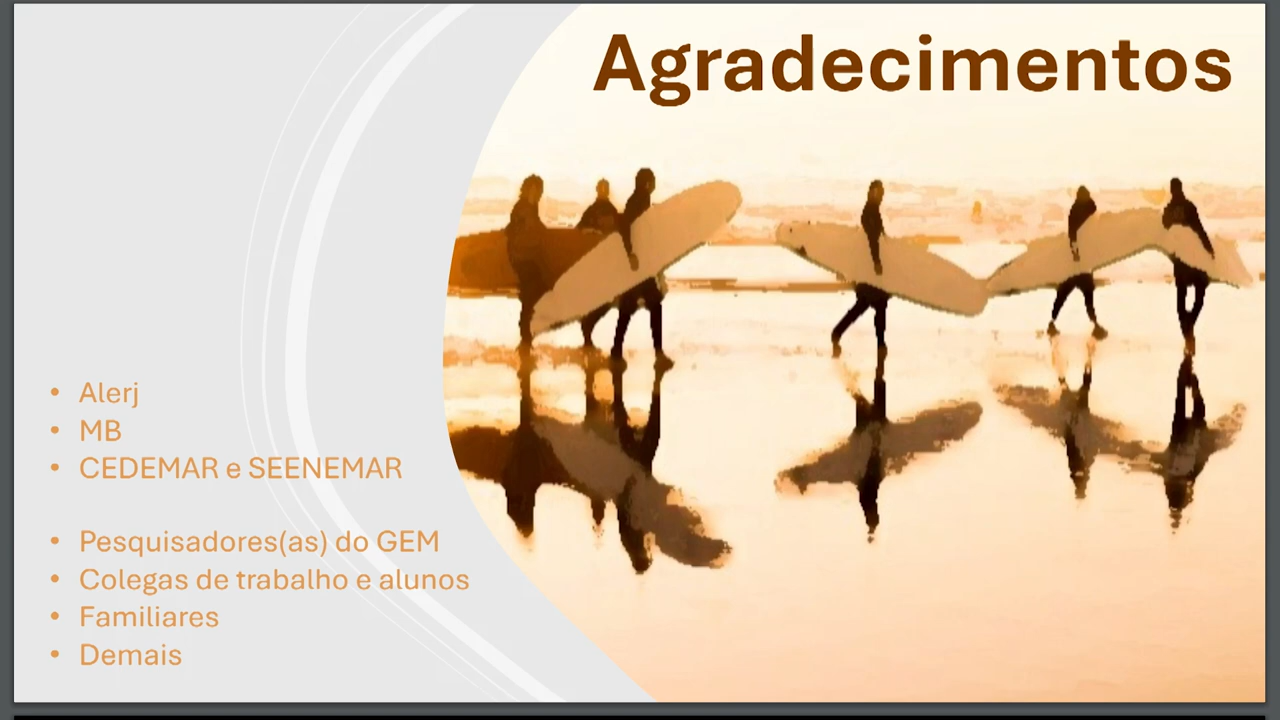 Agradecimentos
• Alerj
• MB
• CEDEMAR e SEENEMAR
• Pesquisadores(as) do GEM
• Colegas de trabalho e alunos
• Familiares
• Demais